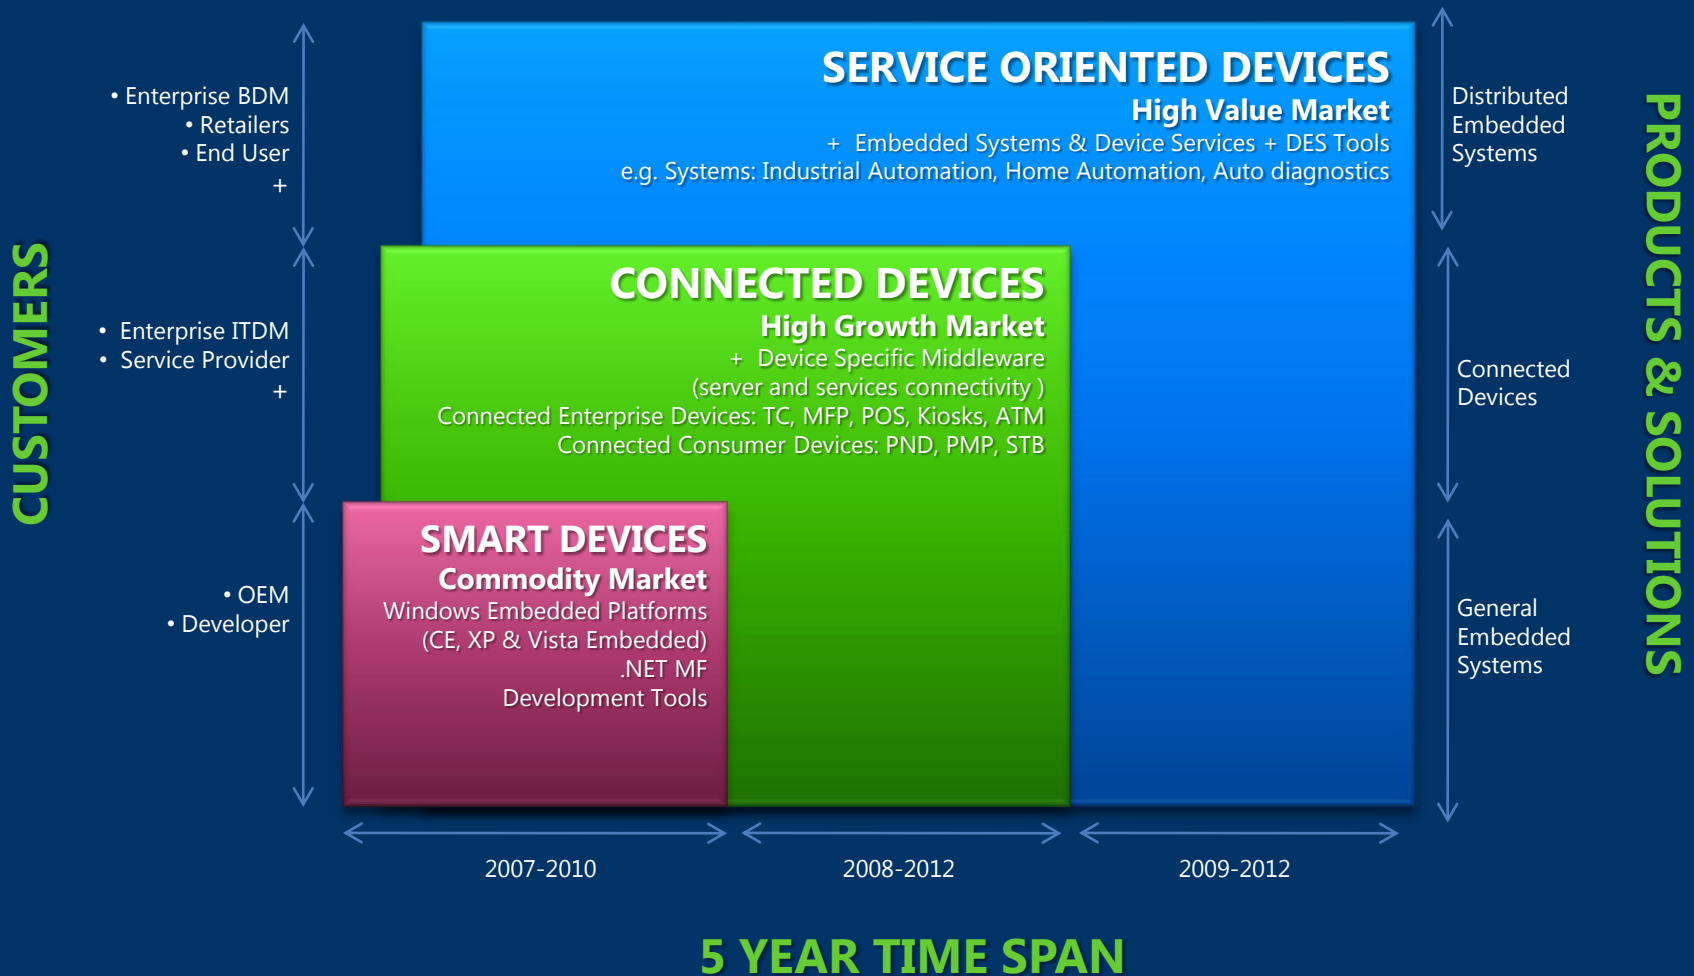 • Enterprise BDM
• Retailers
• End User
+
• Enterprise ITDM
• Service Provider
+
• OEM
• Developer
CUSTOMERS
SERVICE ORIENTED DEVICES
High Value Market
+ Embedded Systems & Device Services + DES Tools
e.g. Systems: Industrial Automation, Home Automation, Auto diagnostics
CONNECTED DEVICES
High Growth Market
+ Device Specific Middleware
(server and services connectivity )
Connected Enterprise Devices: TC, MFP, POS, Kiosks, ATM
Connected Consumer Devices: PND, PMP, STB
SMART DEVICES
Commodity Market
Windows Embedded Platforms
(CE, XP & Vista Embedded)
.NET MF
Development Tools
Distributed
Embedded
Systems
Connected
Devices
General
Embedded
Systems
PRODUCTS & SOLUTIONS
2007-2010
2008-2012
2009-2012
5 YEAR TIME SPAN